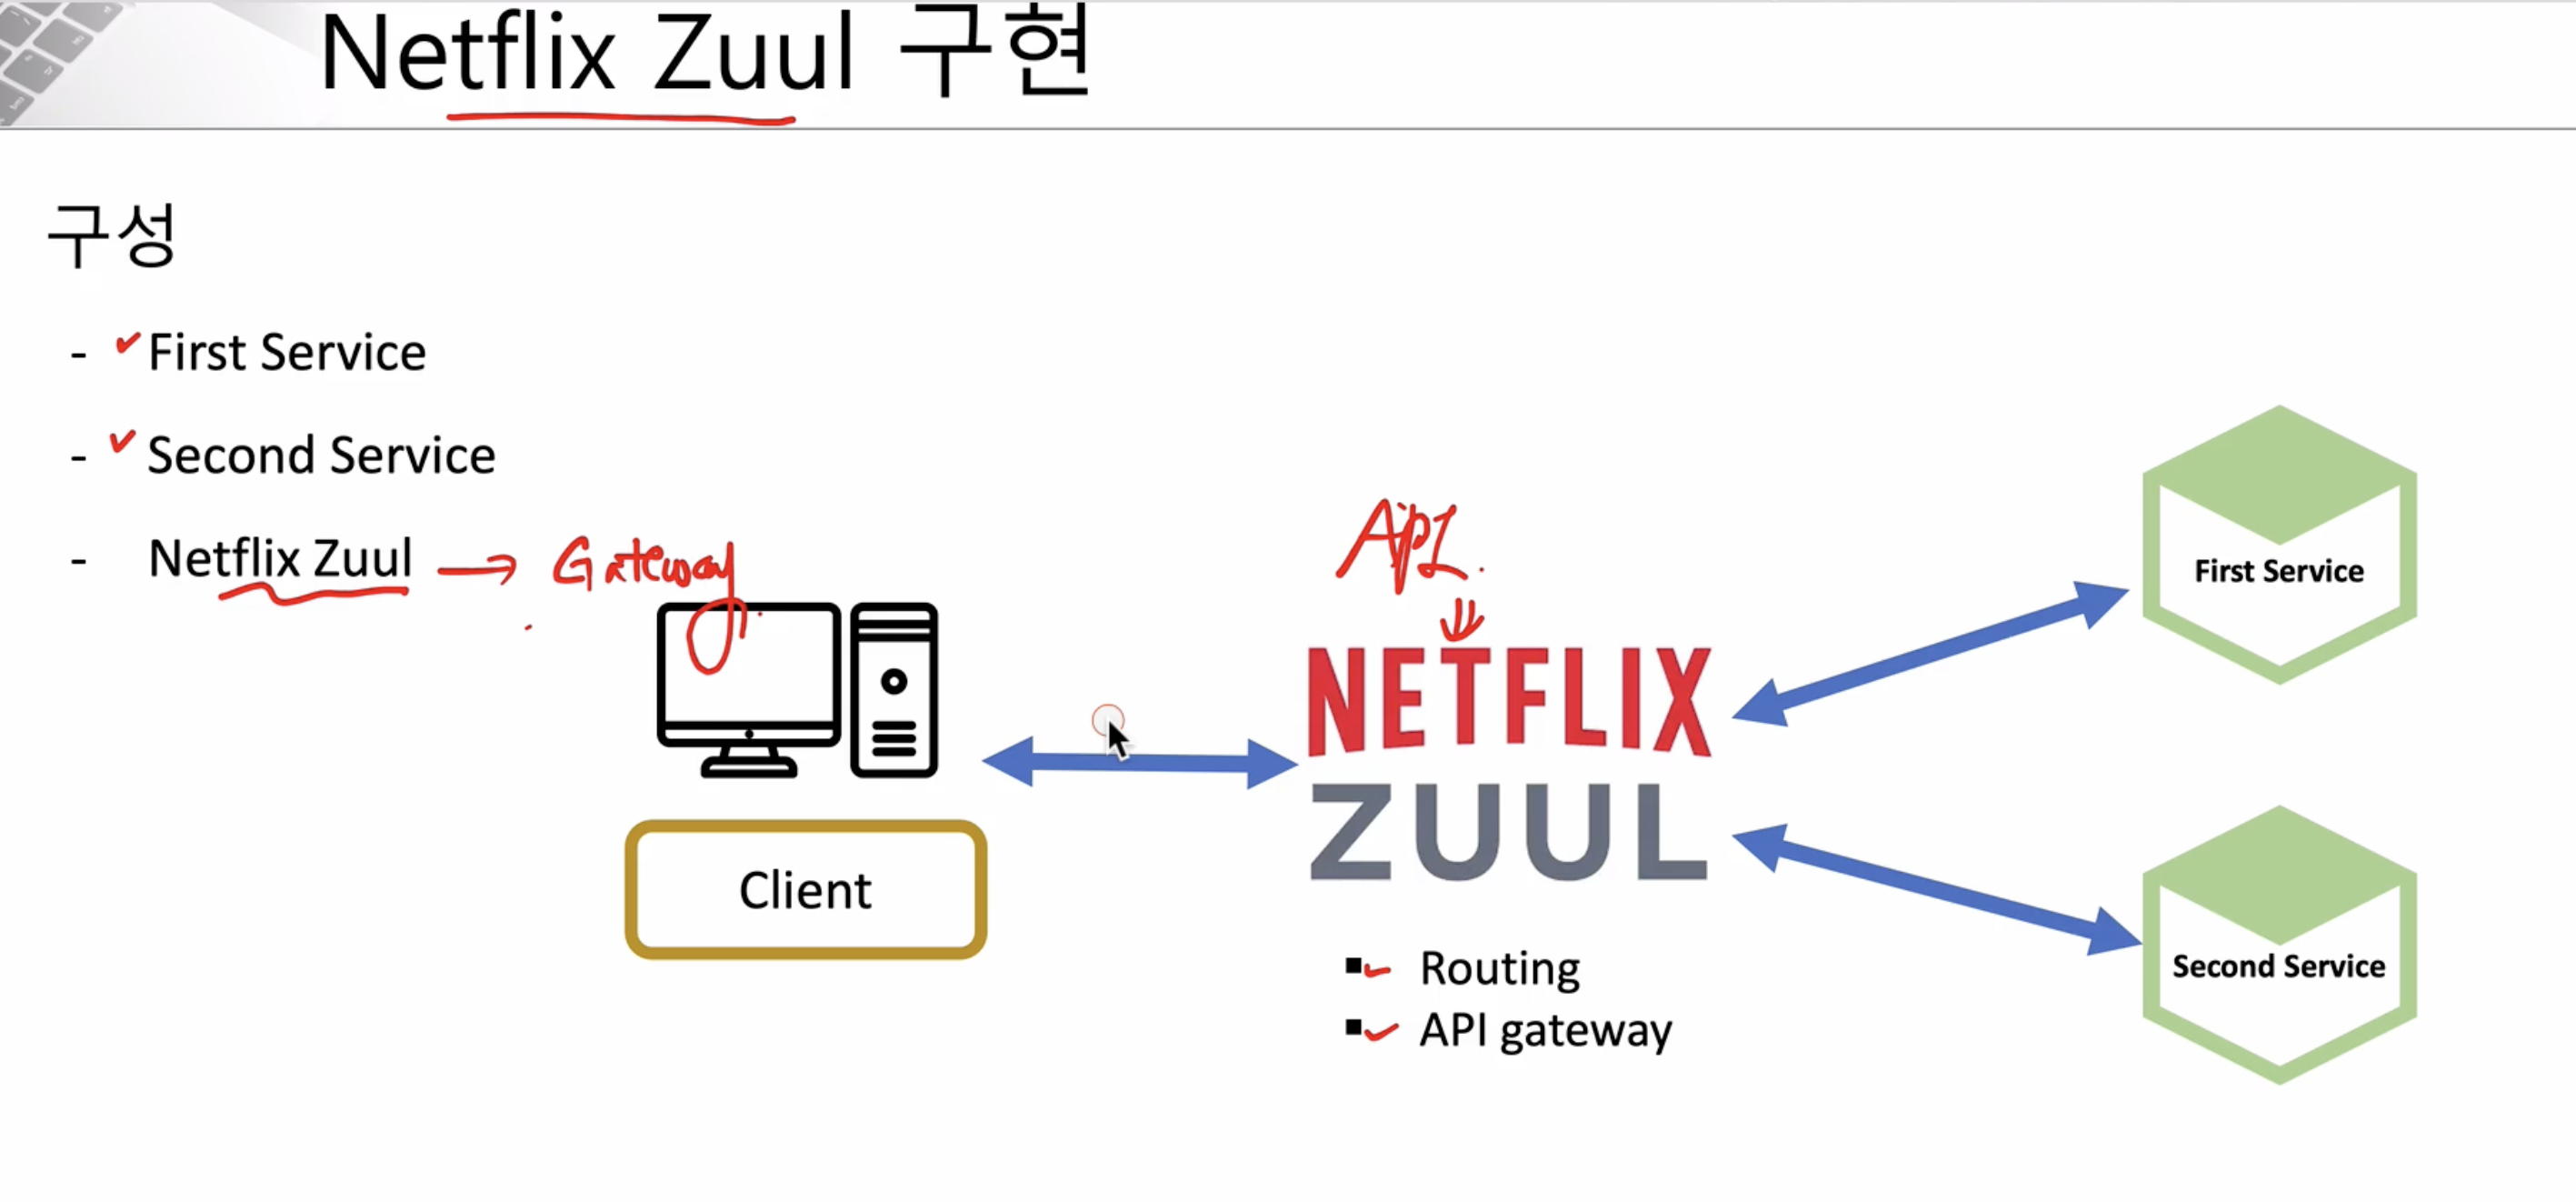 Netflix Zuul 구현
구성
- First Service
- Second Service
- Netflix Zuul → Gateway
API.
NETFLIX
ZUUL
Client
▪ Routing
▪ API gateway
First Service
Second Service